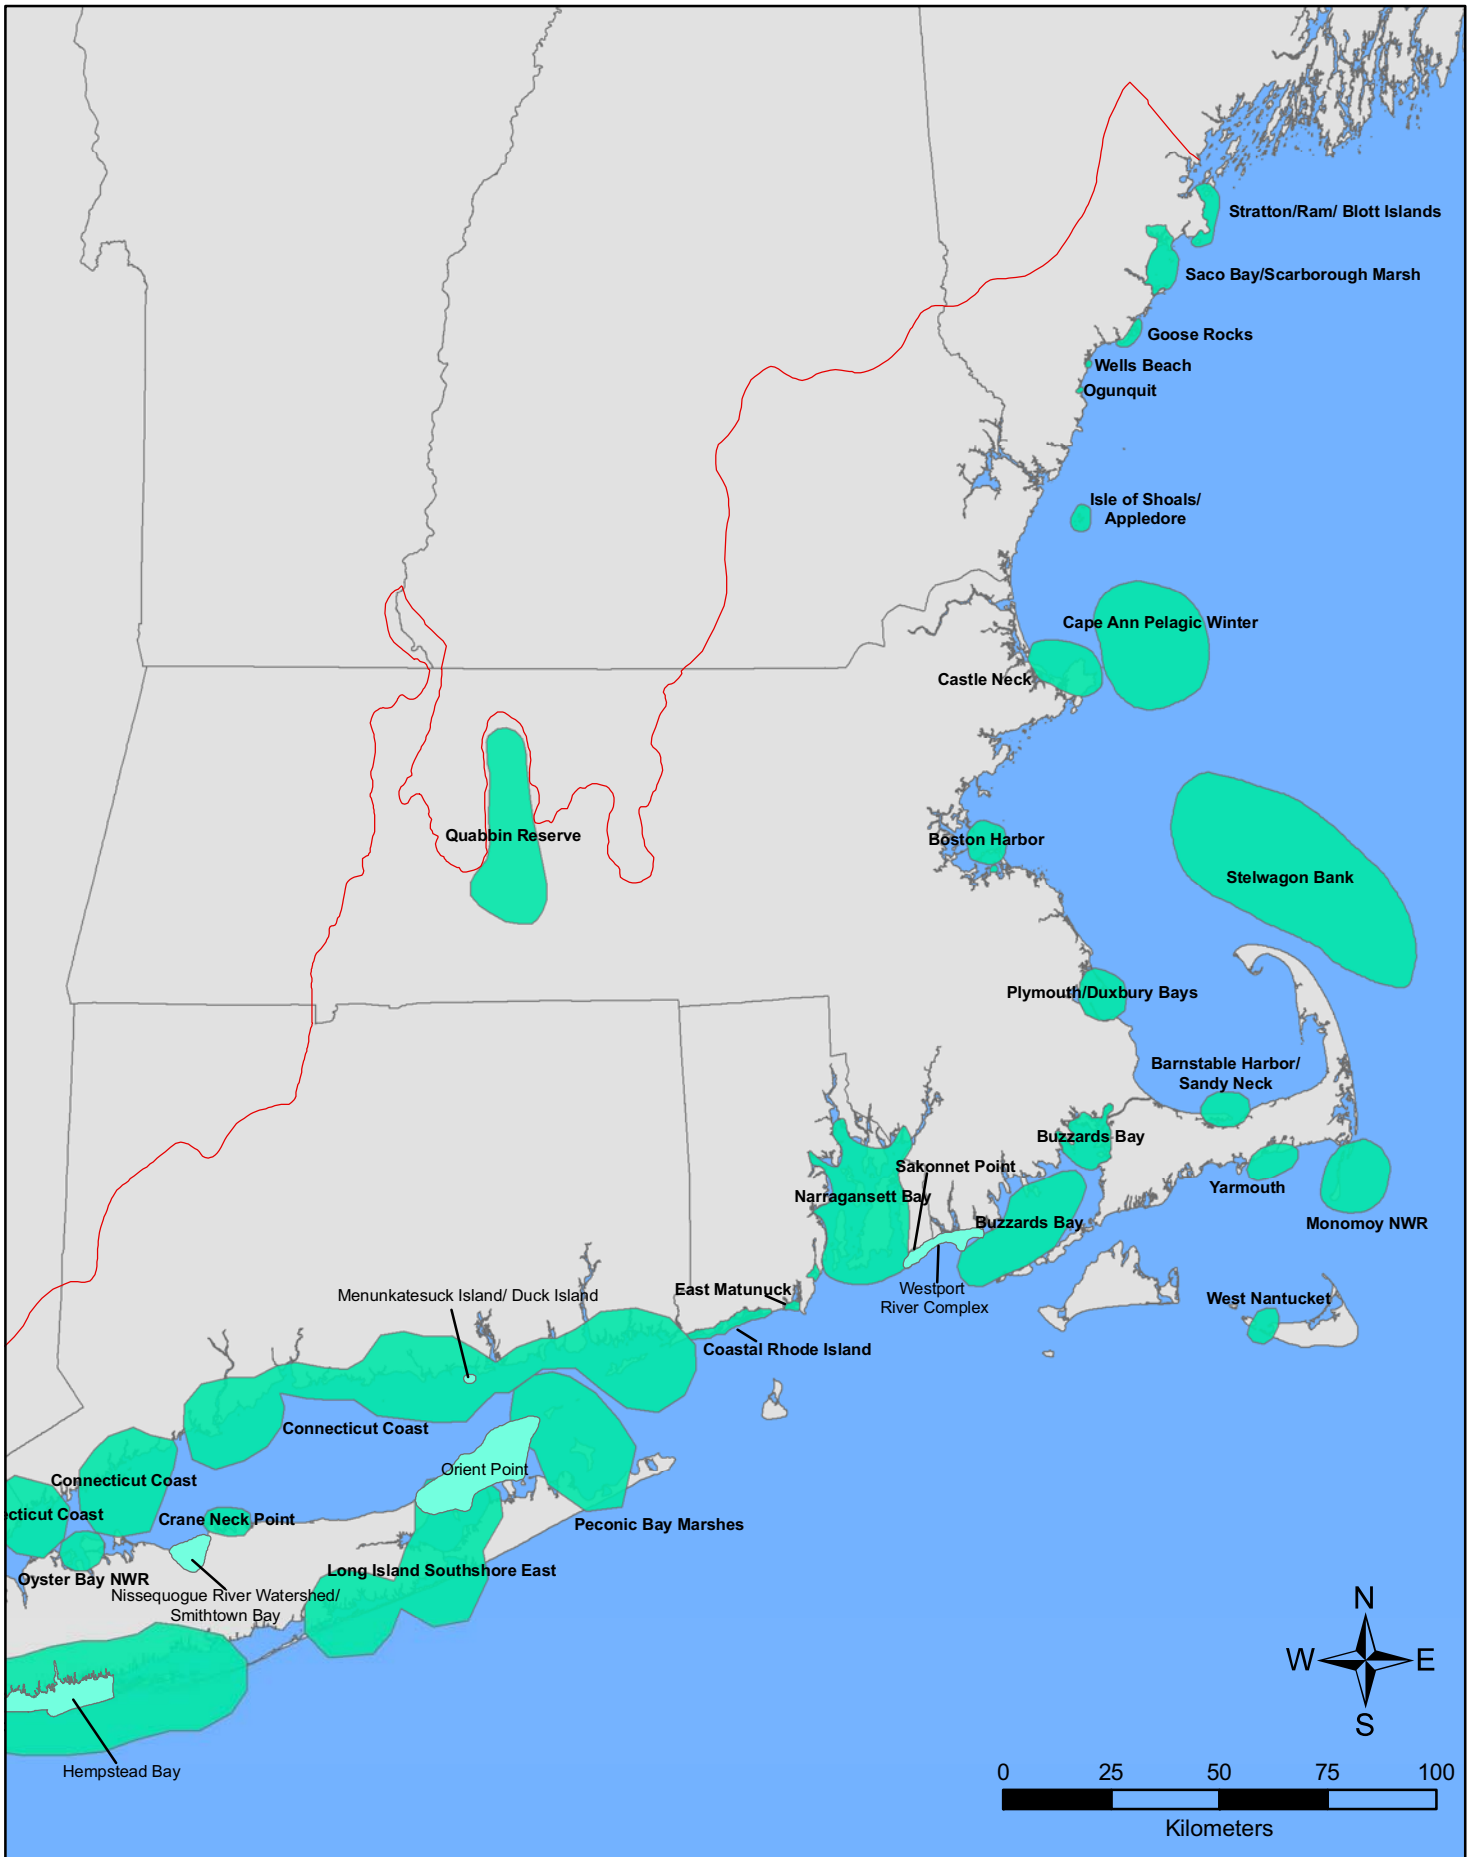 Stratton/Ram/ Blott Islands
Saco Bay/Scarborough Marsh
Goose Rocks
Wells Beach
Ogunquit
Isle of Shoals/
Appledore
Cape Ann Pelagic Winter
Castle Neck
Quabbin Reserve
Boston Harbor
Stelwagon Bank
Plymouth/Duxbury Bays
Barnstable Harbor/
Sandy Neck
Buzzards Bay
Sakonnet Point
Yarmouth
Narragansett Bay
Buzzards Bay
Monomoy NWR
Westport
River Complex
East Matunuck
Menunkatesuck Island/ Duck Island
West Nantucket
Coastal Rhode Island
Connecticut Coast
Orient Point
Connecticut Coast
ecticut Coast
Crane Neck Point
Peconic Bay Marshes
Long Island Southshore East
Oyster Bay NWR
Nissequogue River Watershed/
Smithtown Bay
Hempstead Bay
N
W E
S
0 25 50 75 100
Kilometers